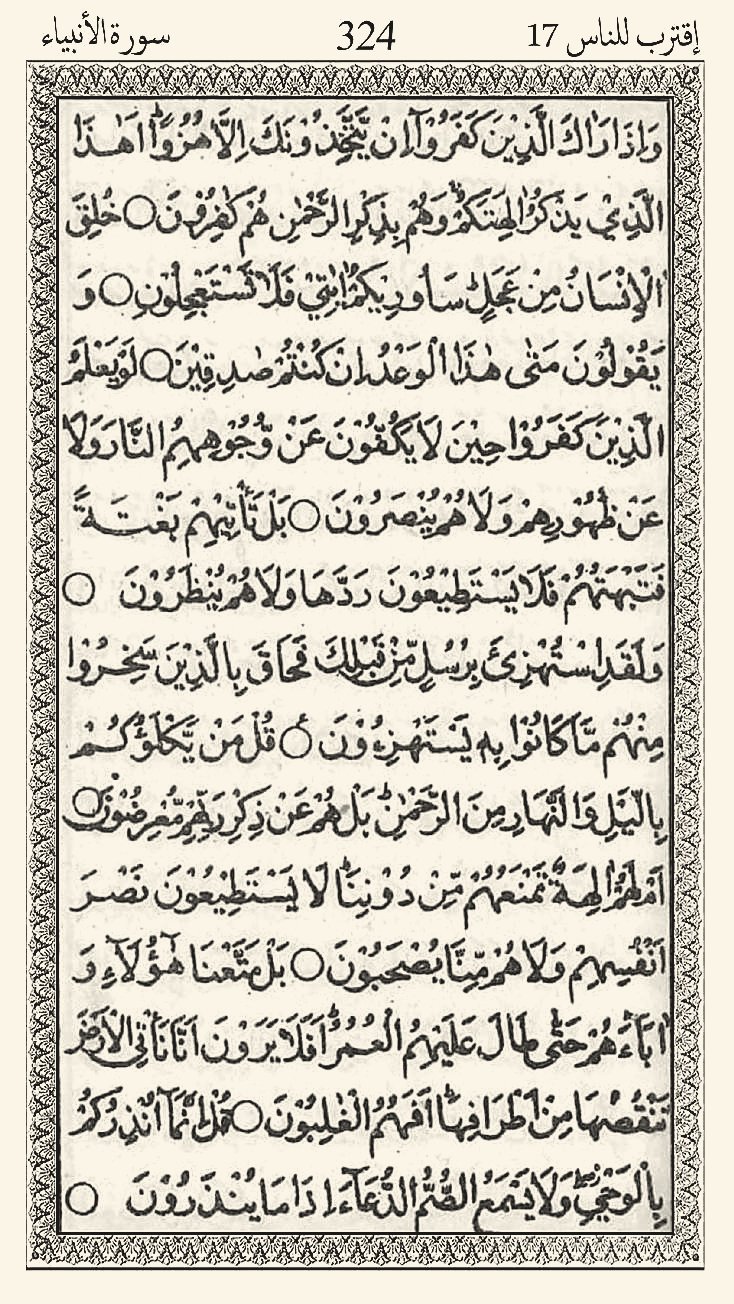 إقترب للناس 17 324 سورة الأنبياء
وَاِذَا رَاٰكَ الَّذِیْنَ كَفَرُوْۤا اِنْ یَّتَّخِذُوْنَكَ اِلَّا هُزُوًاؕ اَهٰذَا
الَّذِیْ یَذْكُرُ اٰلِهَتَكُمْۚ وَهُمْ بِذِكْرِ الرَّحْمٰنِ هُمْ كٰفِرُوْنَ۝ خُلِقَ
الْاِنْسَانُ مِنْ عَجَلٍؕ سَاُورِیْكُمْ اٰیٰتِیْ فَلَا تَسْتَعْجِلُوْنِ۝ وَ
یَقُوْلُوْنَ مَتٰى هٰذَا الْوَعْدُ اِنْ كُنْتُمْ صٰدِقِیْنَ۝ لَوْ یَعْلَمُ
الَّذِیْنَ كَفَرُوْا حِیْنَ لَا یَكُفُّوْنَ عَنْ وُّجُوْهِهِمُ النَّارَ وَلَا
عَنْ ظُهُوْرِهِمْ وَلَا هُمْ یُنْصَرُوْنَ۝ بَلْ تَاْتِیْهِمْ بَغْتَةً
فَتَبْهَتُهُمْ فَلَا یَسْتَطِیْعُوْنَ رَدَّهَا وَلَا هُمْ یُنْظَرُوْنَ ۝
وَلَقَدِ اسْتُهْزِئَ بِرُسُلٍ مِّنْ قَبْلِكَ فَحَاقَ بِالَّذِیْنَ سَخِرُوْا
مِنْهُمْ مَّا كَانُوْا بِهٖ یَسْتَهْزِءُوْنَ۝ قُلْ مَنْ یَّكْلَؤُكُمْ
بِالَّیْلِ وَالنَّهَارِ مِنَ الرَّحْمٰنِؕ بَلْ هُمْ عَنْ ذِكْرِ رَبِّهِمْ مُّعْرِضُوْنَ۝
اَمْ لَهُمْ اٰلِهَةٌ تَمْنَعُهُمْ مِّنْ دُوْنِنَاؕ لَا یَسْتَطِیْعُوْنَ نَصْرَ
اَنْفُسِهِمْ وَلَا هُمْ مِّنَّا یُصْحَبُوْنَ۝ بَلْ مَتَّعْنَا هٰۤؤُلَآءِ وَ
اٰبَآءَهُمْ حَتّٰى طَالَ عَلَیْهِمُ الْعُمُرُؕ اَفَلَا یَرَوْنَ اَنَّا نَاْتِی الْاَرْضَ
نَنْقُصُهَا مِنْ اَطْرَافِهَاؕ اَفَهُمُ الْغٰلِبُوْنَ۝ قُلْ اِنَّمَاۤ اُنْذِرُكُمْ
بِالْوَحْیِ وَلَا یَسْمَعُ الصُّمُّ الدُّعَآءَ اِذَا مَا یُنْذَرُوْنَ ۝